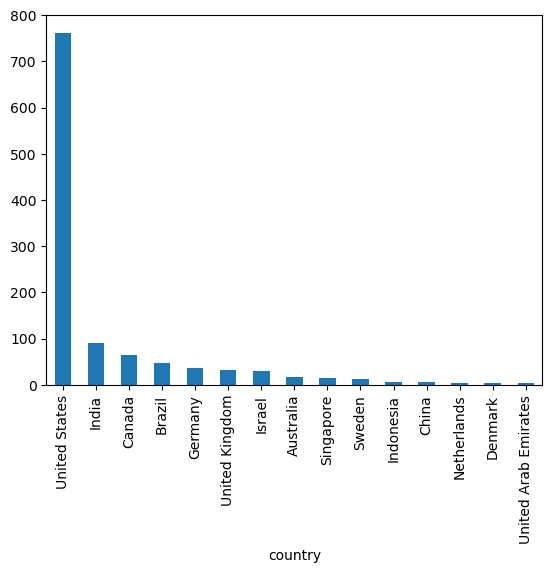 800
700
600
500
400
300
200
100
0
United States
India
Canada
Brazil
Germany
United Kingdom
Israel
Australia
Singapore
Sweden
Indonesia
China
Netherlands
Denmark
United Arab Emirates
country